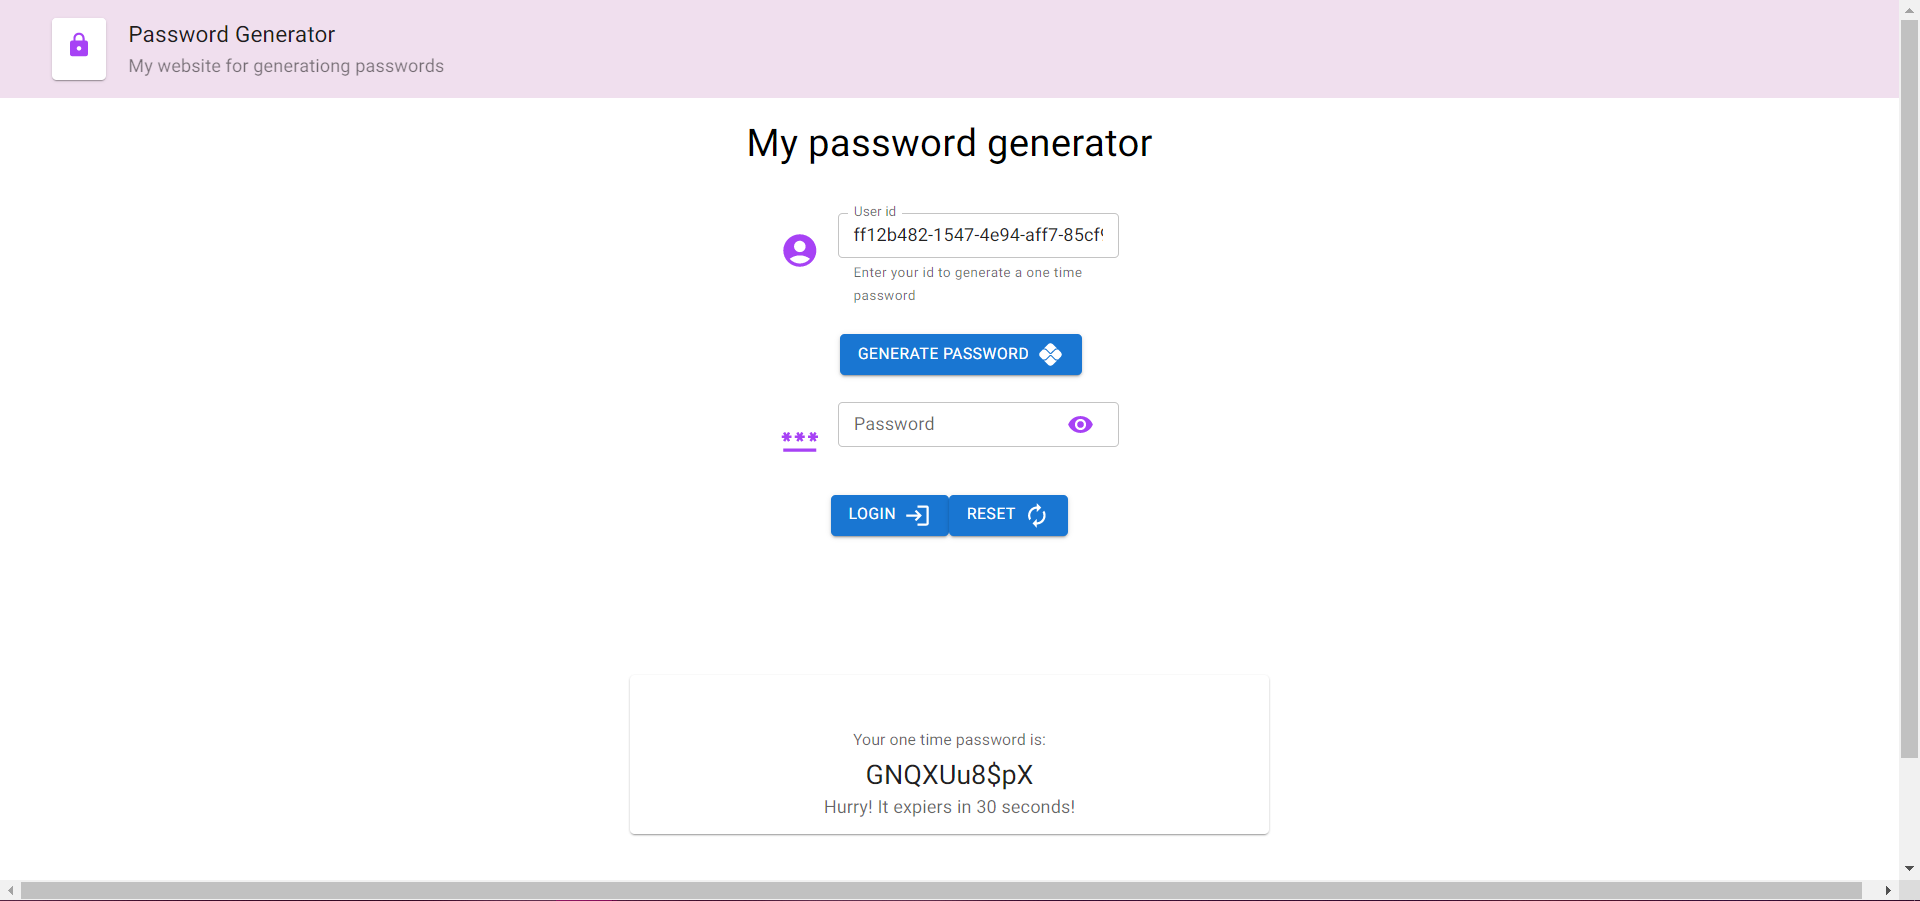 Password Generator
My website for generationg passwords
My password generator
User id
ff12b482-1547-4e94-aff7-85cf
Enter your id to generate a one time
password
GENERATE PASSWORD
Password
***
LOGIN
RESET
Your one time password is:
GNQXUu8$pX
Hurry! It expiers in 30 seconds!